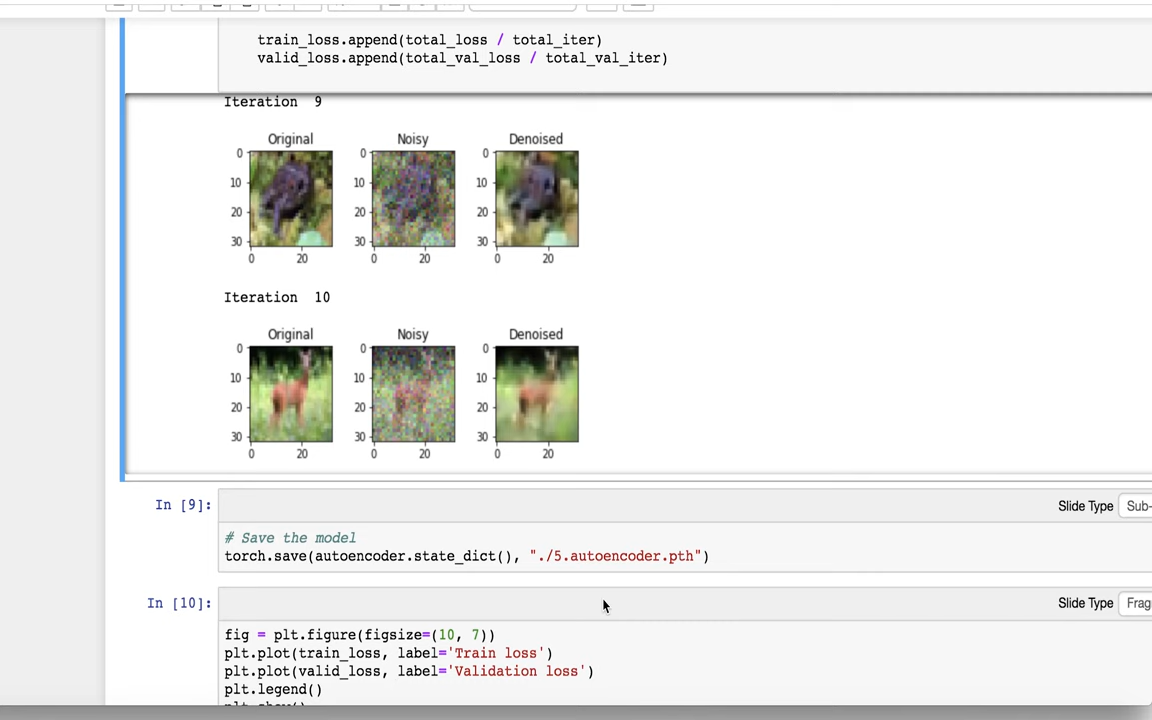 train_loss.append(total_loss / total_iter)
valid_loss.append(total_val_loss / total_val_iter)
Iteration 9
Original Noisy Denoised
0 0 0
10 10 10
20 20 20
30 30 30
0 20 0 20 0 20
Iteration 10
Original Noisy Denoised
0 0 0
10 10 10
20 20 20
30 30 30
0 20 0 20 0 20
In [9]: Slide Type Sub-
# Save the model
torch.save(autoencoder.state_dict(), "./5.autoencoder.pth")
In [10]: Slide Type Frag
fig = plt.figure(figsize=(10, 7))
plt.plot(train_loss, label='Train loss')
plt.plot(valid_loss, label='Validation loss')
plt.legend()